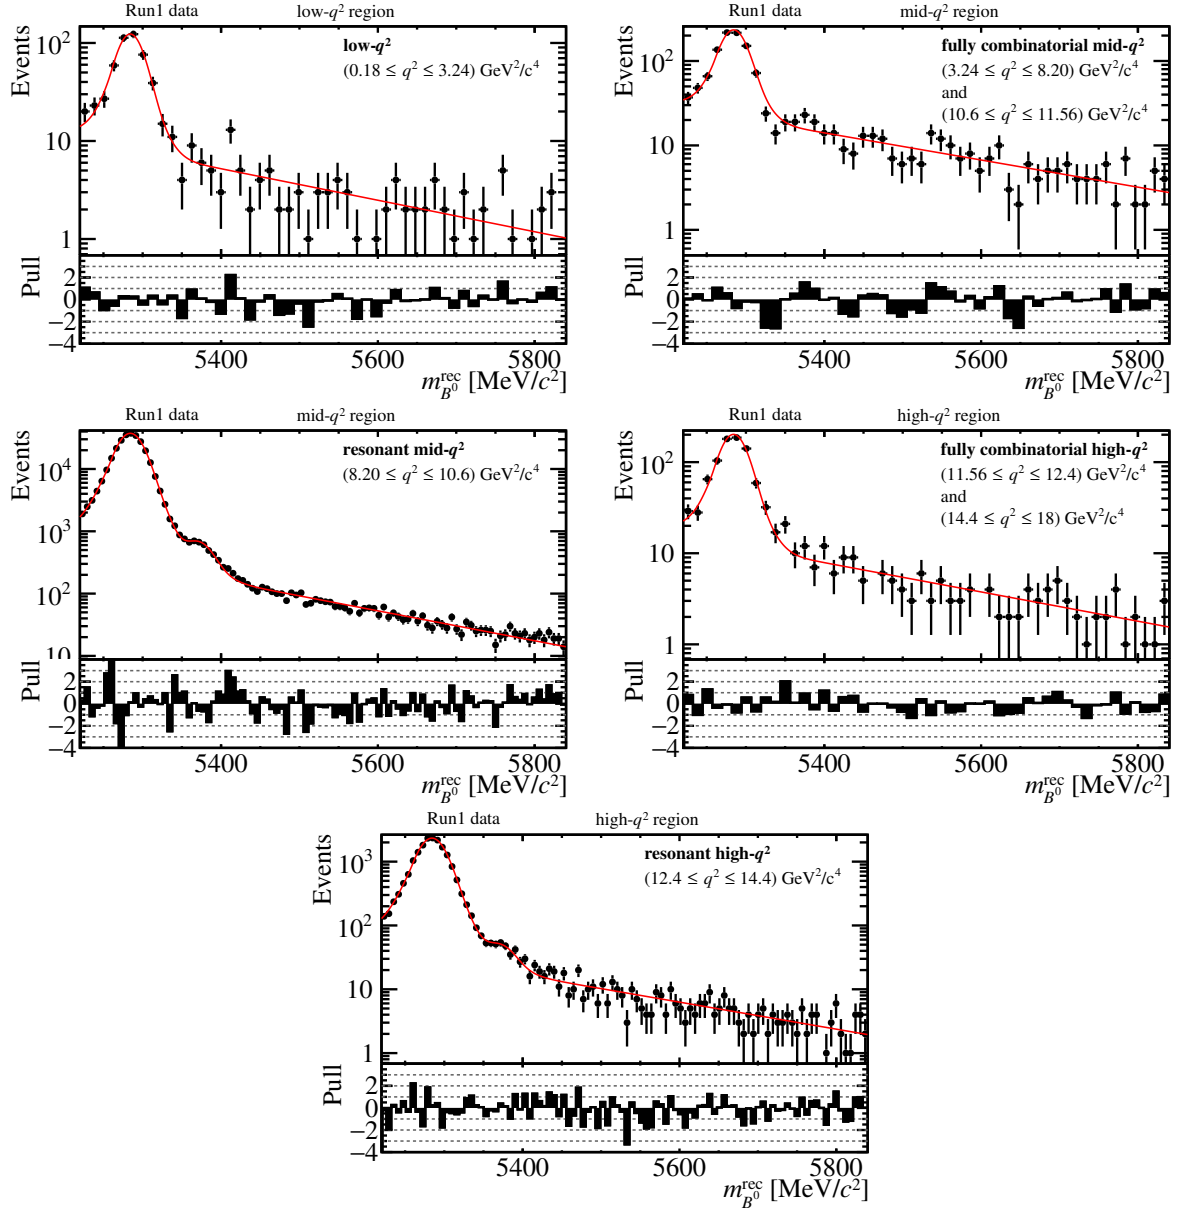 Run1 data low-q² region
low-q²
(0.18 ≤ q² ≤ 3.24) GeV²/c⁴
Events
10²
10
1
Pull
2
0
−2
−4
5400 5600 5800
m_{B⁰}^{rec} [MeV/c²]
Run1 data mid-q² region
fully combinatorial mid-q²
(3.24 ≤ q² ≤ 8.20) GeV²/c⁴
and
(10.6 ≤ q² ≤ 11.56) GeV²/c⁴
Events
10²
10
1
Pull
2
0
−2
−4
5400 5600 5800
m_{B⁰}^{rec} [MeV/c²]
Run1 data mid-q² region
resonant mid-q²
(8.20 ≤ q² ≤ 10.6) GeV²/c⁴
Events
10⁴
10³
10²
10
Pull
2
0
−2
−4
5400 5600 5800
m_{B⁰}^{rec} [MeV/c²]
Run1 data high-q² region
fully combinatorial high-q²
(11.56 ≤ q² ≤ 12.4) GeV²/c⁴
and
(14.4 ≤ q² ≤ 18) GeV²/c⁴
Events
10²
10
1
Pull
2
0
−2
−4
5400 5600 5800
m_{B⁰}^{rec} [MeV/c²]
Run1 data high-q² region
resonant high-q²
(12.4 ≤ q² ≤ 14.4) GeV²/c⁴
Events
10³
10²
10
1
Pull
2
0
−2
−4
5400 5600 5800
m_{B⁰}^{rec} [MeV/c²]